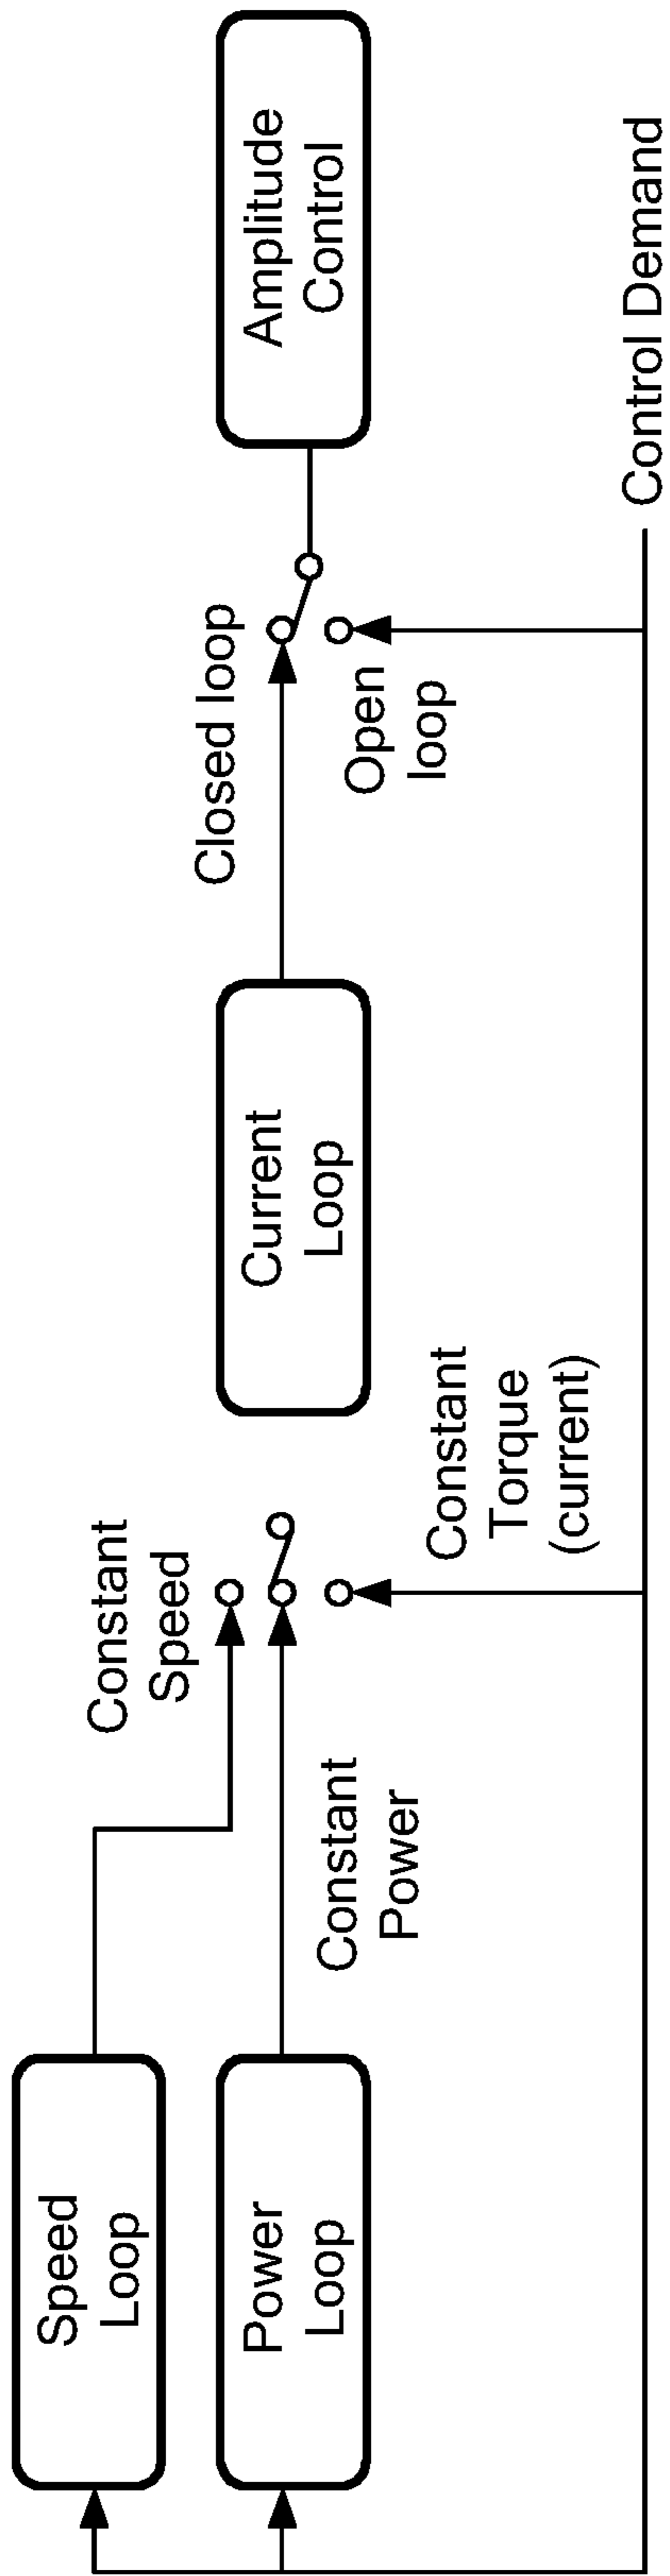 Speed
Loop
Power
Loop
Constant
Speed
Constant
Power
Constant
Torque
(current)
Current
Loop
Closed loop
Open
loop
Amplitude
Control
Control Demand